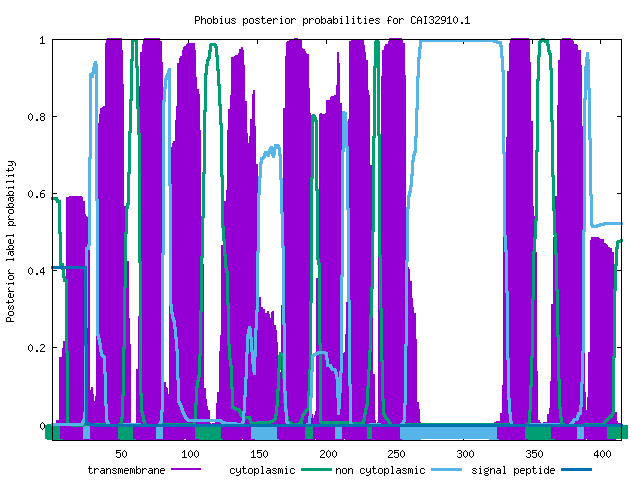 Phobius posterior probabilities for CAI32910.1
Posterior label probability
1
0.8
0.6
0.4
0.2
0
50 100 150 200 250 300 350 400
transmembrane cytoplasmic non cytoplasmic signal peptide